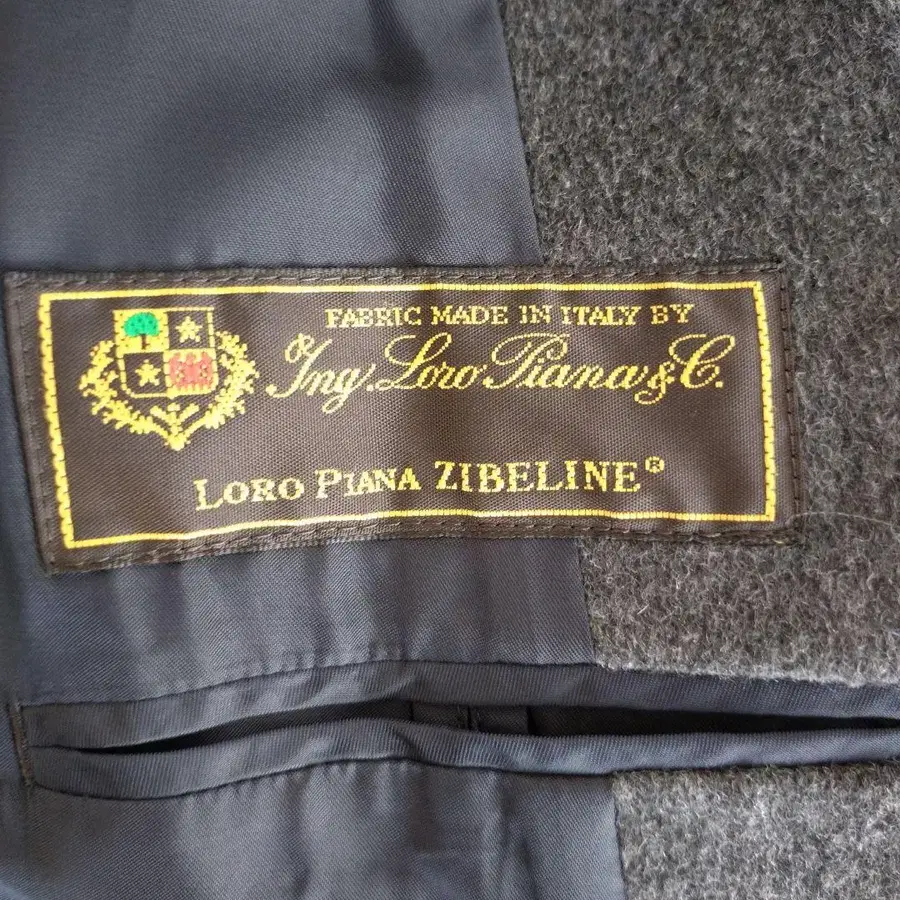 FABRIC MADE IN ITALY BY
Ing. Loro Piana & C.
LORO PIANA ZIBELINE®